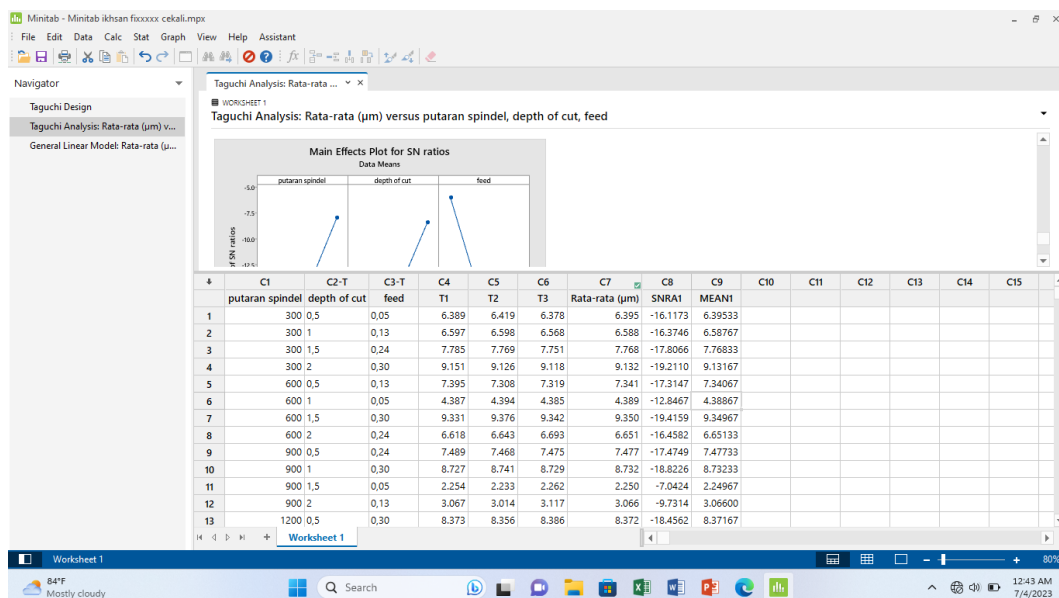 Minitab - Minitab ikhsan fixxxxx cekali.mpx
File Edit Data Calc Stat Graph View Help Assistant
Navigator
Taguchi Design
Taguchi Analysis: Rata-rata (µm) v...
General Linear Model: Rata-rata (µ...
Taguchi Analysis: Rata-rata ...
WORKSHEET 1
Taguchi Analysis: Rata-rata (µm) versus putaran spindel, depth of cut, feed
Main Effects Plot for SN ratios
Data Means
putaran spindel depth of cut feed
-5.0
-7.5
-10.0
-12.5
of SN ratios
C1 C2-T C3-T C4 C5 C6 C7 C8 C9 C10 C11 C12 C13 C14 C15
putaran spindel depth of cut feed T1 T2 T3 Rata-rata (µm) SNRA1 MEAN1
1 300 0,5 0,05 6.389 6.419 6.378 6.395 -16.1173 6.39533
2 300 1 0,13 6.597 6.598 6.568 6.588 -16.3746 6.58767
3 300 1,5 0,24 7.785 7.769 7.751 7.768 -17.8066 7.76833
4 300 2 0,30 9.151 9.126 9.118 9.132 -19.2110 9.13167
5 600 0,5 0,13 7.395 7.308 7.319 7.341 -17.3147 7.34067
6 600 1 0,05 4.387 4.394 4.385 4.389 -12.8467 4.38867
7 600 1,5 0,30 9.331 9.376 9.342 9.350 -19.4159 9.34967
8 600 2 0,24 6.618 6.643 6.693 6.651 -16.4582 6.65133
9 900 0,5 0,24 7.489 7.468 7.475 7.477 -17.4749 7.47733
10 900 1 0,30 8.727 8.741 8.729 8.732 -18.8226 8.73233
11 900 1,5 0,05 2.254 2.233 2.262 2.250 -7.0424 2.24967
12 900 2 0,13 3.067 3.014 3.117 3.066 -9.7314 3.06600
13 1200 0,5 0,30 8.373 8.356 8.386 8.372 -18.4562 8.37167
Worksheet 1
Worksheet 1
80%
84°F
Mostly cloudy
Search
12:43 AM
7/4/2023